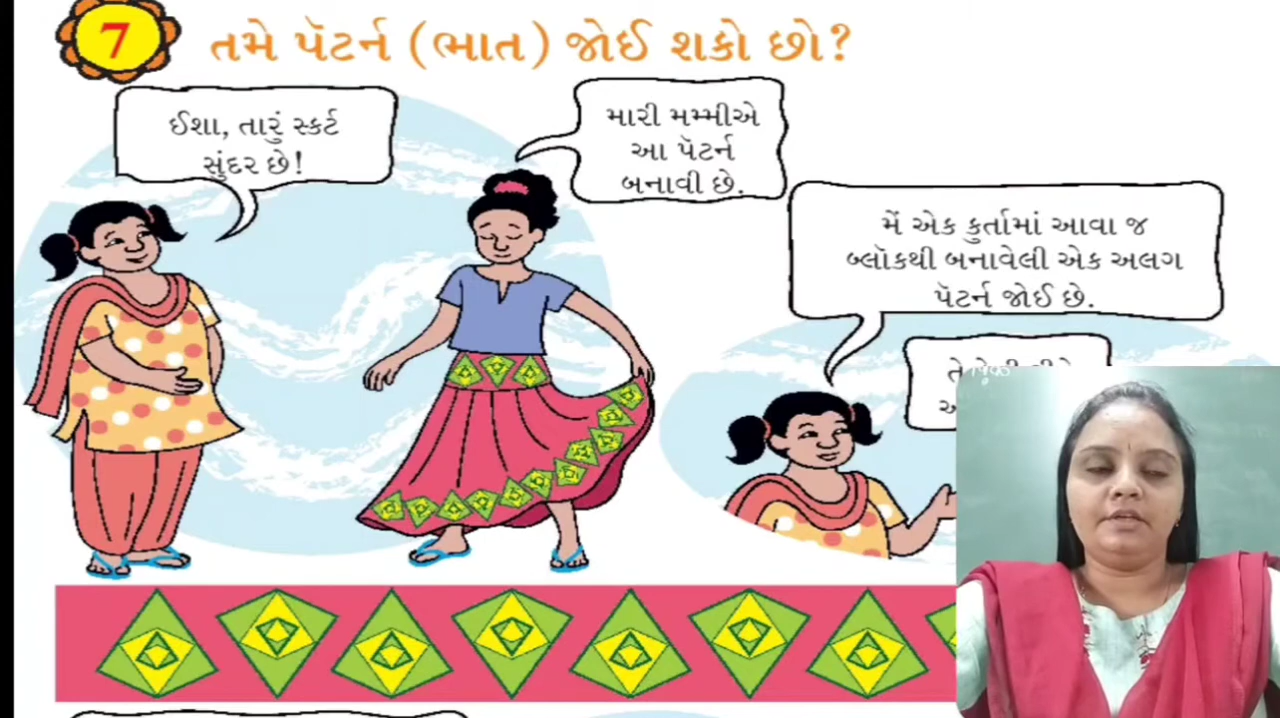 7 તમે પૅટર્ન (ભાત) જોઈ શકો છો?
ઈશા, તારું સ્કર્ટ
સુંદર છે!
મારી મમ્મીએ
આ પૅટર્ન
બનાવી છે.
મેં એક કુર્તામાં આવા જ
બ્લૉકથી બનાવેલી એક અલગ
પૅટર્ન જોઈ છે.